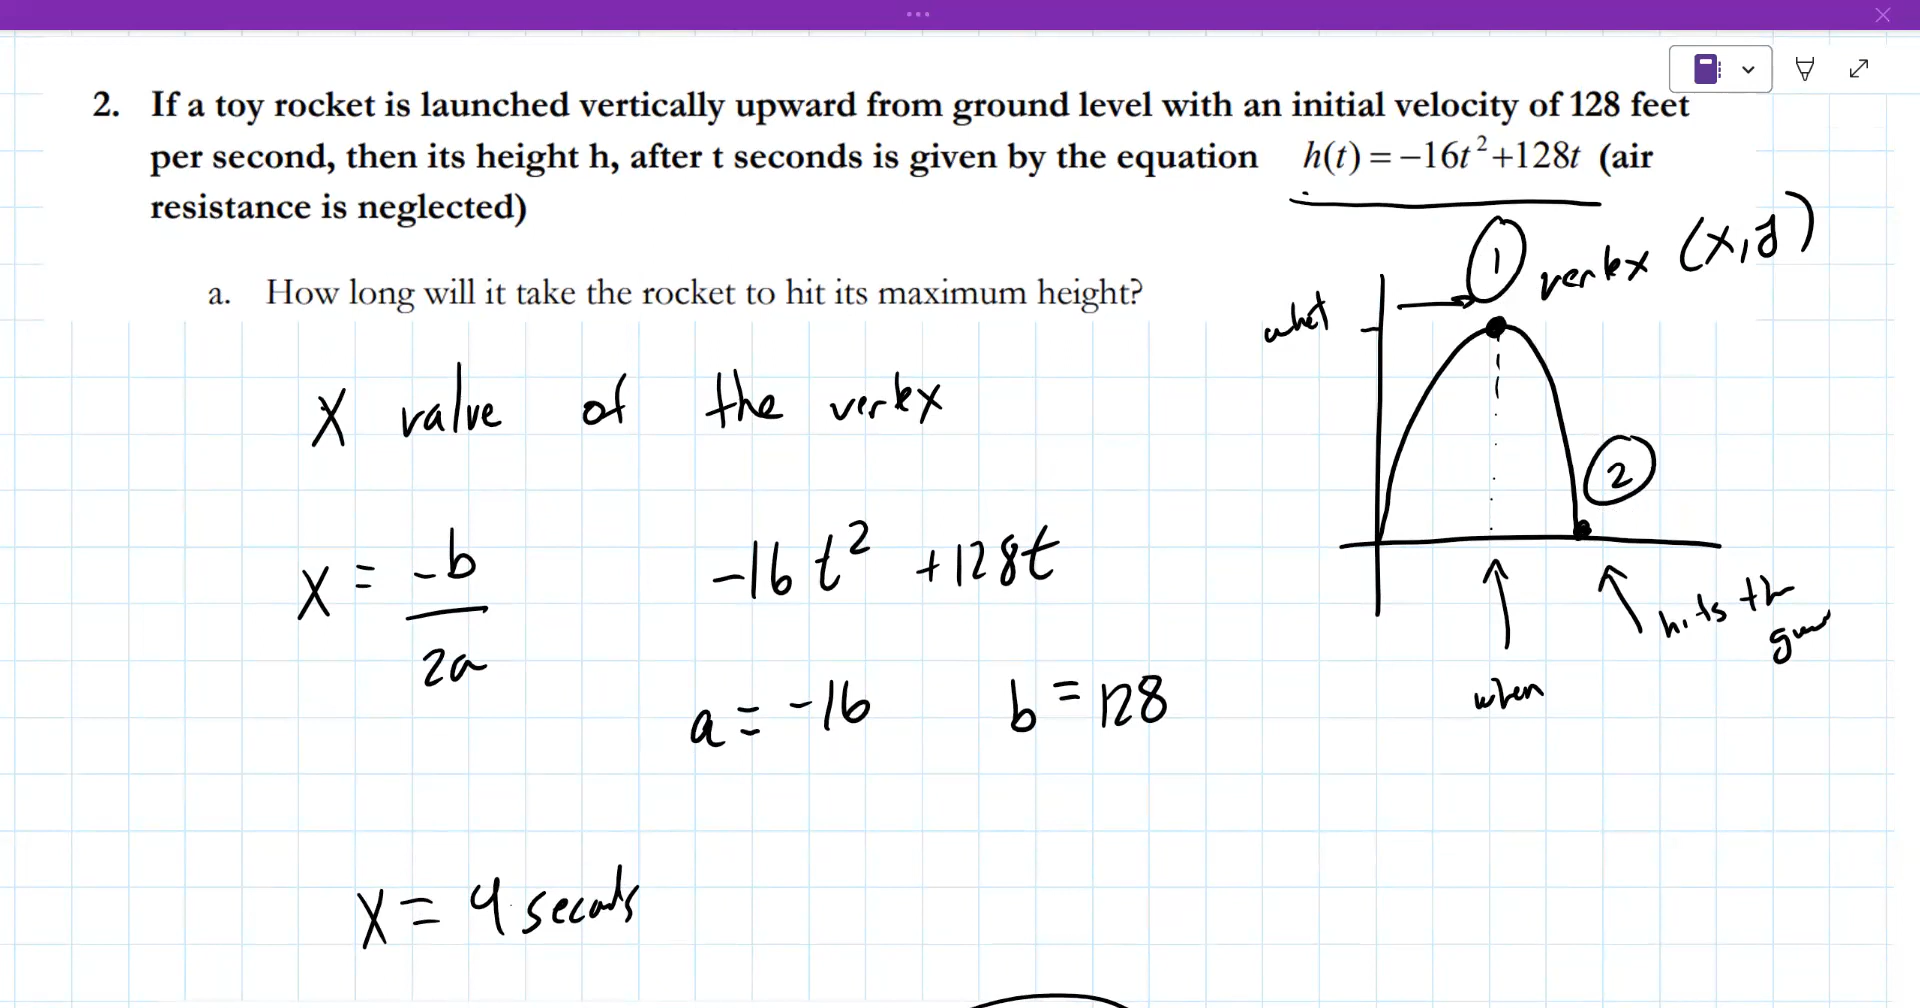 2. If a toy rocket is launched vertically upward from ground level with an initial velocity of 128 feet
per second, then its height h, after t seconds is given by the equation h(t) = −16t² + 128t (air
resistance is neglected)
a. How long will it take the rocket to hit its maximum height?
1 vertex (x,y)
what
x value of the vertex
2
x = -b/2a
-16t² +128t
hits the
when
a = -16 b = 128
x = 4 seconds